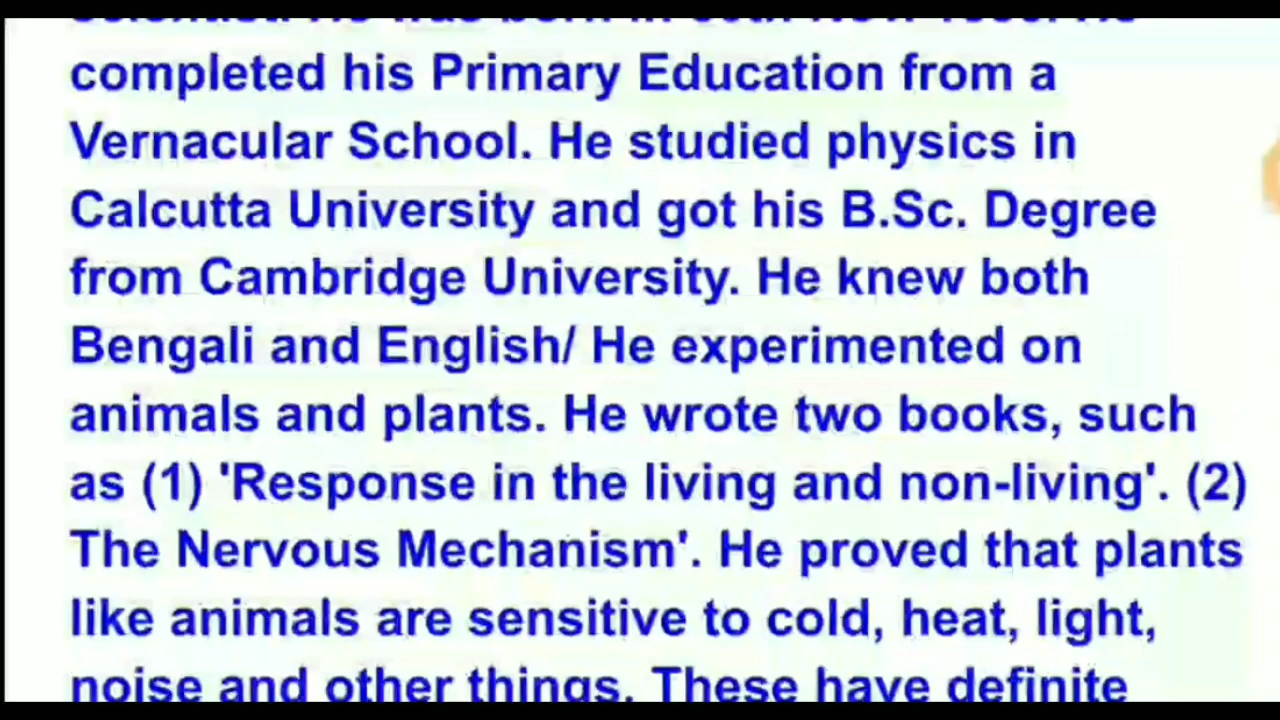 completed his Primary Education from a
Vernacular School. He studied physics in
Calcutta University and got his B.Sc. Degree
from Cambridge University. He knew both
Bengali and English/ He experimented on
animals and plants. He wrote two books, such
as (1) 'Response in the living and non-living'. (2)
The Nervous Mechanism'. He proved that plants
like animals are sensitive to cold, heat, light,
noise and other things. These have definite